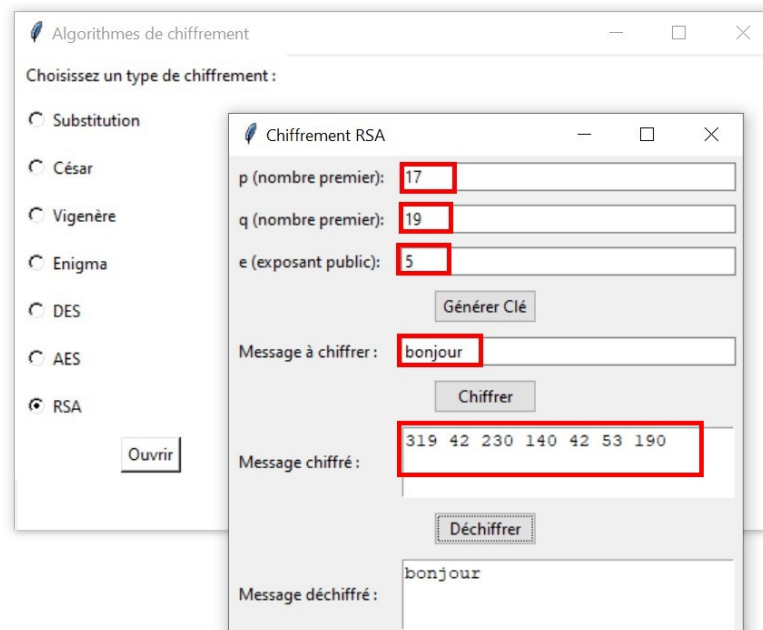 Algorithmes de chiffrement
Choisissez un type de chiffrement :
Substitution
César
Vigenère
Enigma
DES
AES
RSA
Ouvrir
Chiffrement RSA
p (nombre premier): 17
q (nombre premier): 19
e (exposant public): 5
Générer Clé
Message à chiffrer : bonjour
Chiffrer
Message chiffré : 319 42 230 140 42 53 190
Déchiffrer
Message déchiffré : bonjour